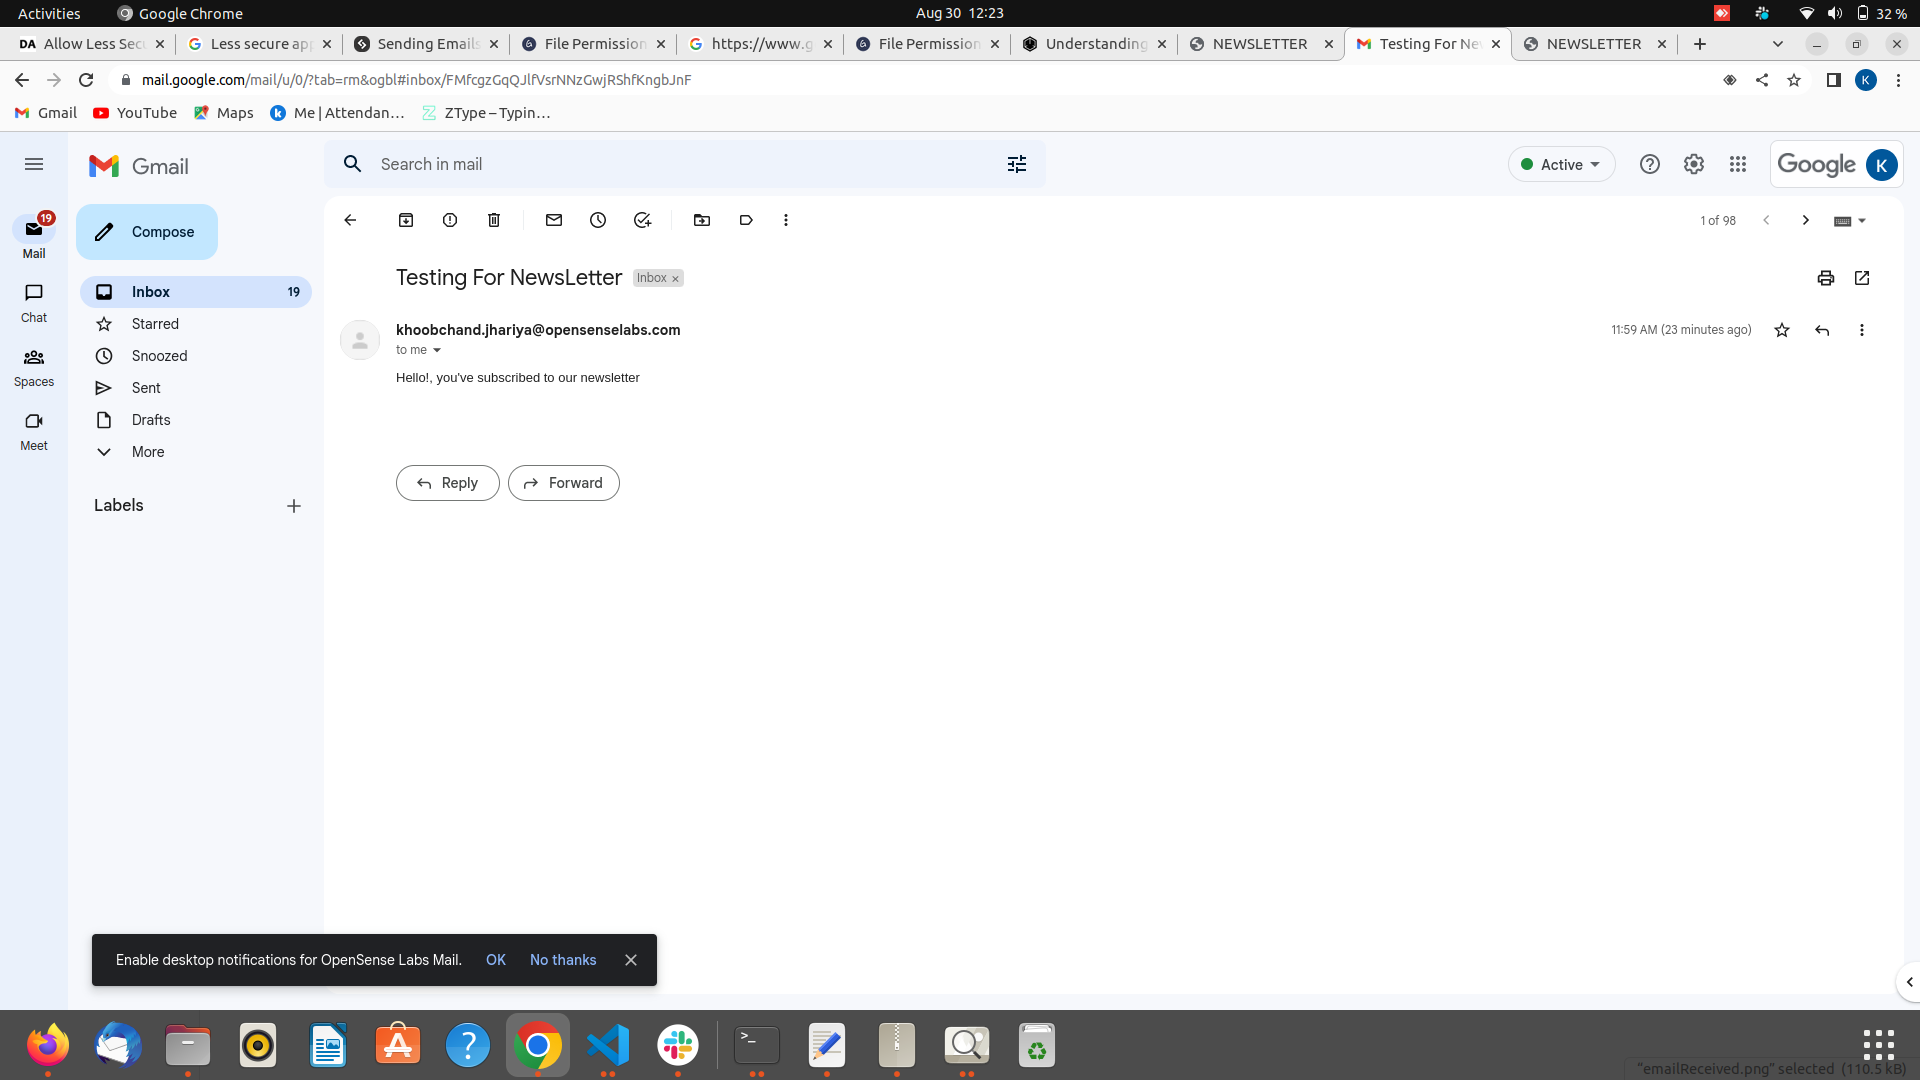 Activities
Google Chrome
Aug 30 12:23
32 %
DA Allow Less Secu
Less secure app
Sending Emails
File Permission
https://www.g
File Permission
Understanding
NEWSLETTER
Testing For New
NEWSLETTER
mail.google.com/mail/u/0/?tab=rm&ogbl#inbox/FMfcgzGqQJlfVsrNNzGwjRShfKngbJnF
K
Gmail
YouTube
Maps
Me | Attendan…
ZType – Typin…
Gmail
Search in mail
Active
Google
K
19
Mail
Chat
Spaces
Meet
Compose
Inbox 19
Starred
Snoozed
Sent
Drafts
More
Labels
1 of 98
Testing For NewsLetter
Inbox
khoobchand.jhariya@opensenselabs.com
11:59 AM (23 minutes ago)
to me
Hello!, you've subscribed to our newsletter
Reply
Forward
Enable desktop notifications for OpenSense Labs Mail. OK No thanks
"emailReceived.png" selected (110.5 kB)